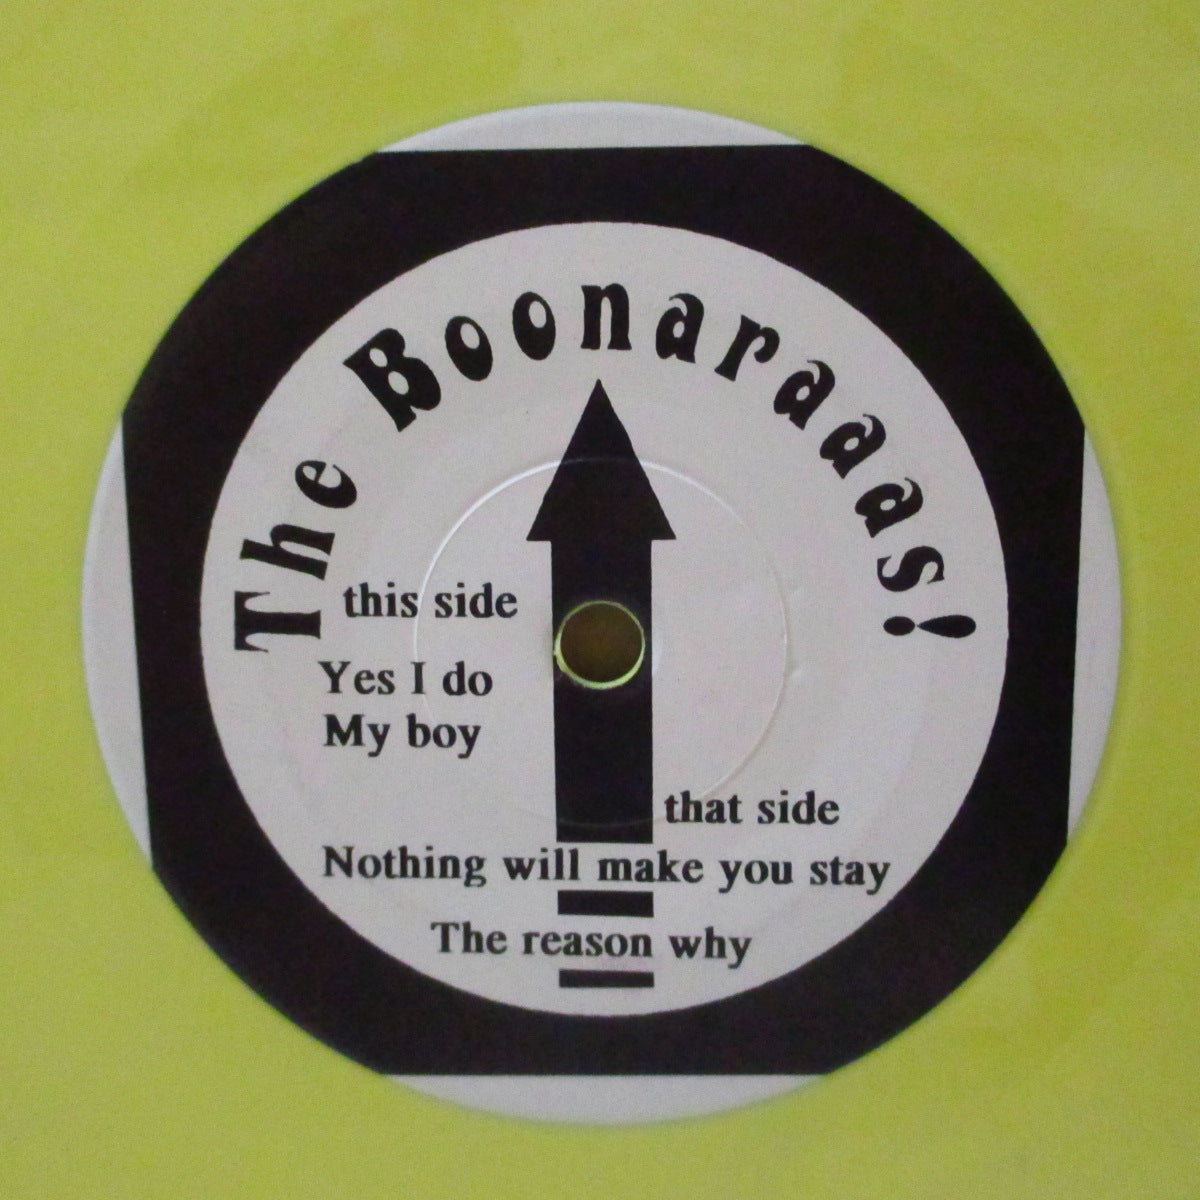 The Boonaraaas!
this side
Yes I do
My boy
that side
Nothing will make you stay
The reason why